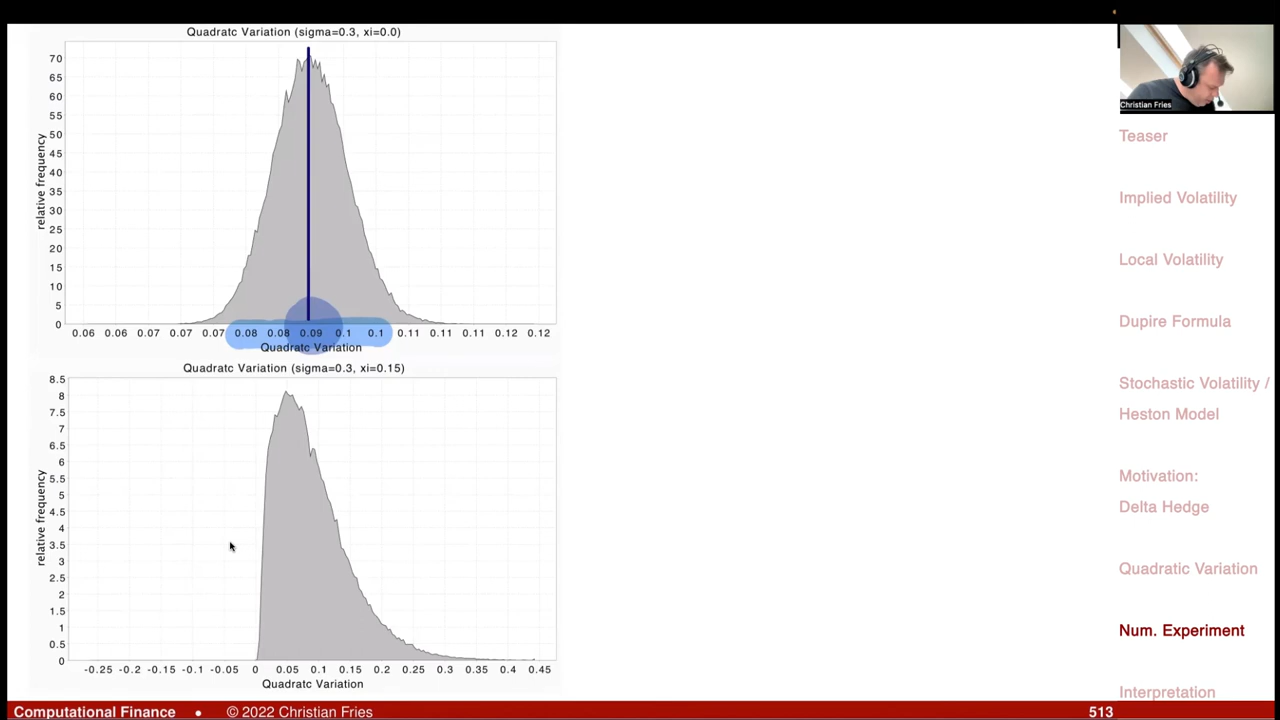 Quadratc Variation (sigma=0.3, xi=0.0)
70
65
60
55
50
45
40
35
30
25
20
15
10
5
0
relative frequency
0.06 0.06 0.07 0.07 0.07 0.08 0.08 0.09 0.1 0.1 0.11 0.11 0.11 0.12 0.12
Quadratc Variation
Quadratc Variation (sigma=0.3, xi=0.15)
8.5
8
7.5
7
6.5
6
5.5
5
4.5
4
3.5
3
2.5
2
1.5
1
0.5
0
relative frequency
-0.25 -0.2 -0.15 -0.1 -0.05 0 0.05 0.1 0.15 0.2 0.25 0.3 0.35 0.4 0.45
Quadratc Variation
Christian Fries
Teaser
Implied Volatility
Local Volatility
Dupire Formula
Stochastic Volatility /
Heston Model
Motivation:
Delta Hedge
Quadratic Variation
Num. Experiment
Interpretation
Computational Finance • © 2022 Christian Fries 513